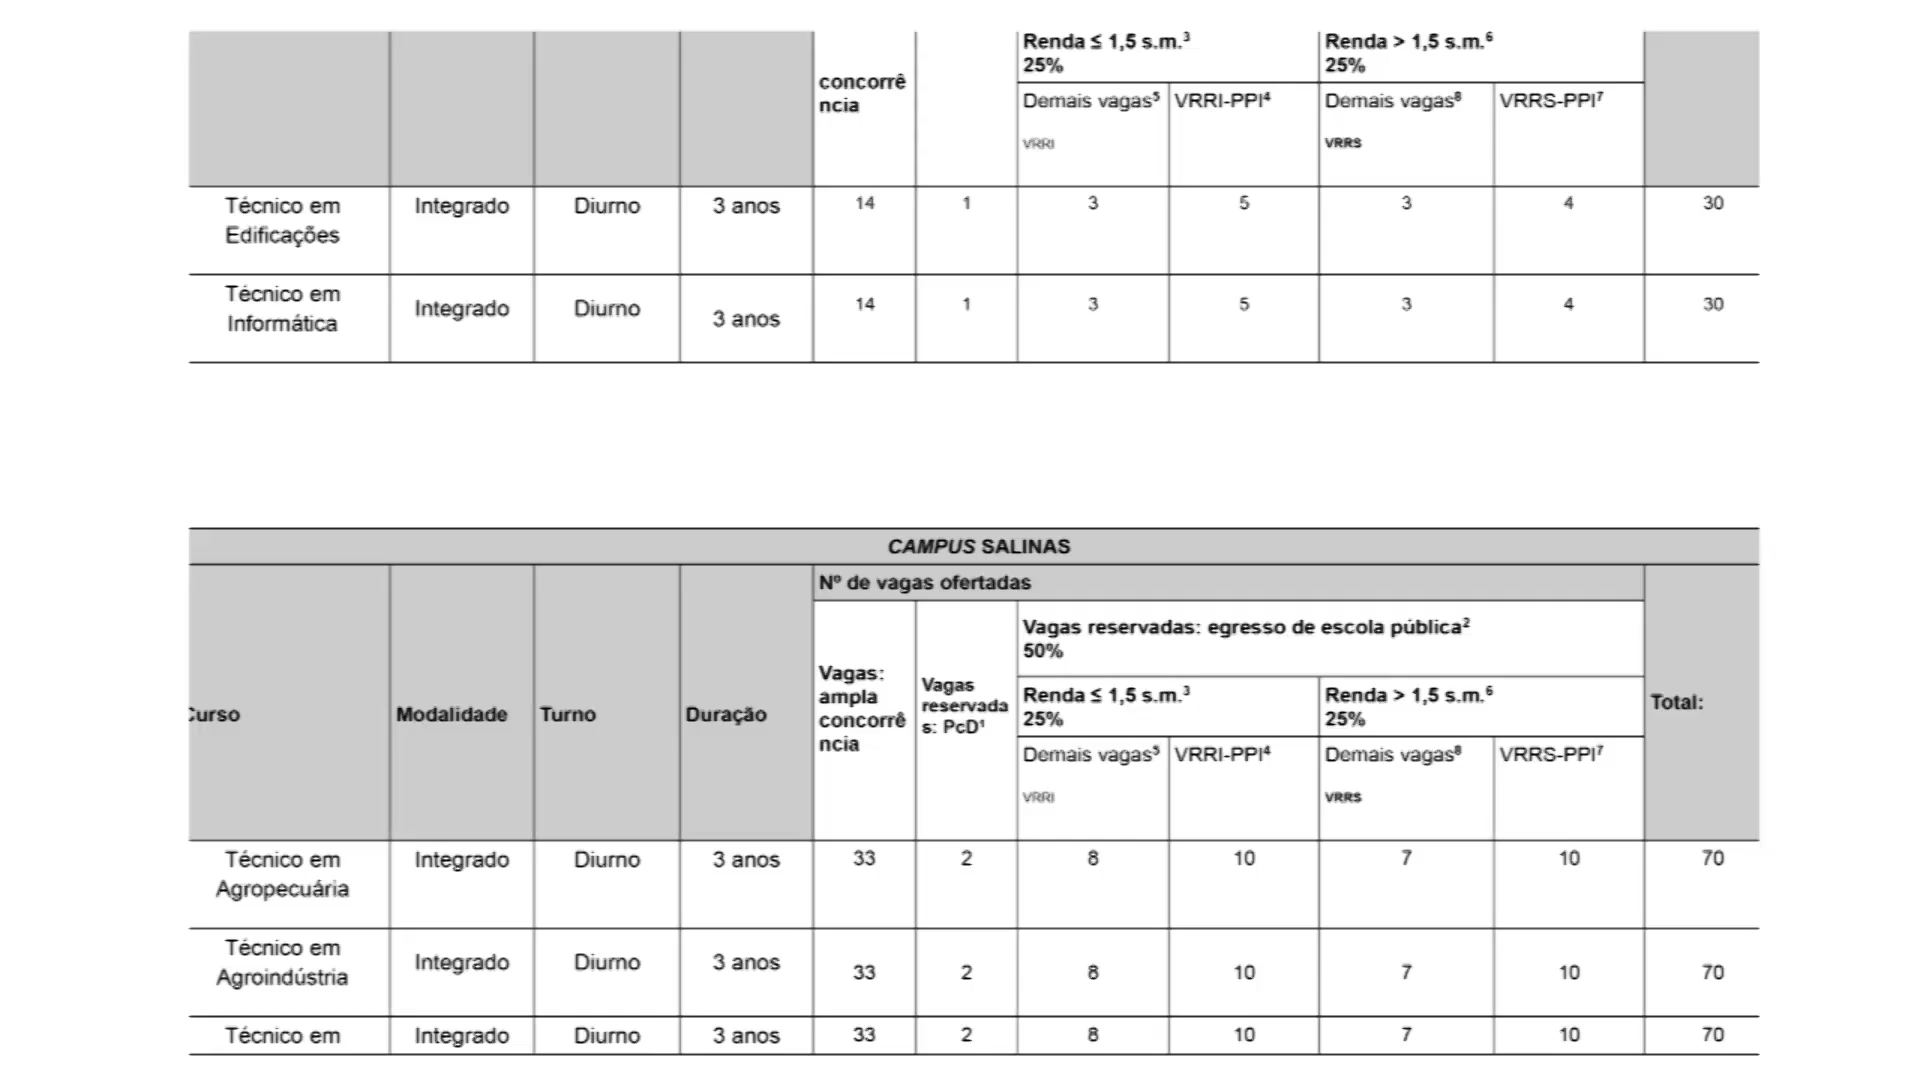 Renda ≤ 1,5 s.m.³
25%
Renda > 1,5 s.m.⁶
25%
concorrê
ncia
Demais vagas⁵
VRRI
VRRI-PPI⁴
Demais vagas⁸
VRRS
VRRS-PPI⁷
Técnico em
Edificações
Integrado
Diurno
3 anos
14
1
3
5
3
4
30
Técnico em
Informática
Integrado
Diurno
3 anos
14
1
3
5
3
4
30
CAMPUS SALINAS
Curso
Modalidade
Turno
Duração
Nº de vagas ofertadas
Vagas:
ampla
concorrê
ncia
Vagas
reservada
s: PcD¹
Vagas reservadas: egresso de escola pública²
50%
Renda ≤ 1,5 s.m.³
25%
Renda > 1,5 s.m.⁶
25%
Demais vagas⁵
VRRI
VRRI-PPI⁴
Demais vagas⁸
VRRS
VRRS-PPI⁷
Total:
Técnico em
Agropecuária
Integrado
Diurno
3 anos
33
2
8
10
7
10
70
Técnico em
Agroindústria
Integrado
Diurno
3 anos
33
2
8
10
7
10
70
Técnico em
Integrado
Diurno
3 anos
33
2
8
10
7
10
70